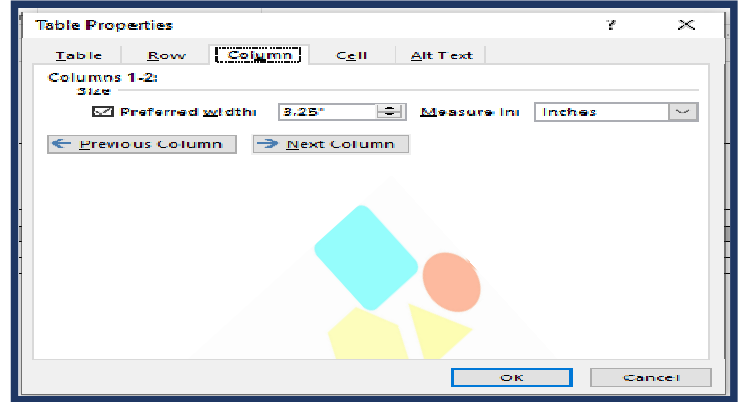 Table Properties ? ×
Table Row Column Cell Alt Text
Columns 1-2:
Size
Preferred width: 3.25" Measure in: Inches
Previous Column Next Column
OK Cancel